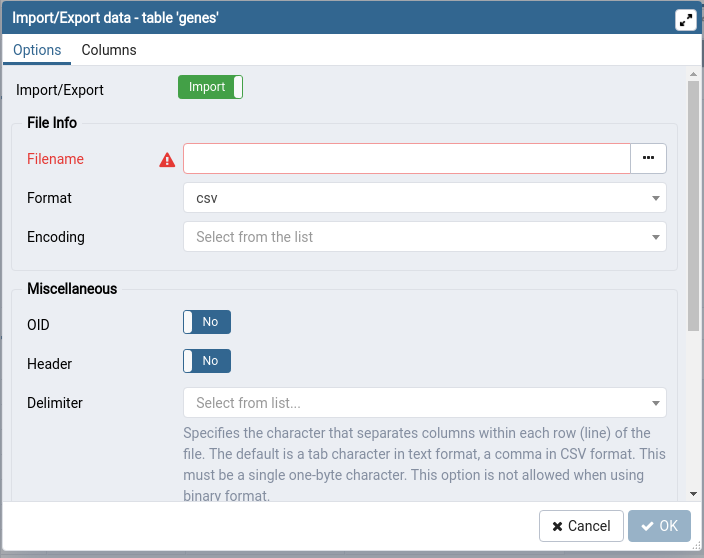 Import/Export data - table 'genes'
Options Columns
Import/Export Import
File Info
Filename •••
Format csv
Encoding Select from the list
Miscellaneous
OID No
Header No
Delimiter Select from list...
Specifies the character that separates columns within each row (line) of the
file. The default is a tab character in text format, a comma in CSV format. This
must be a single one-byte character. This option is not allowed when using
binary format.
Cancel OK